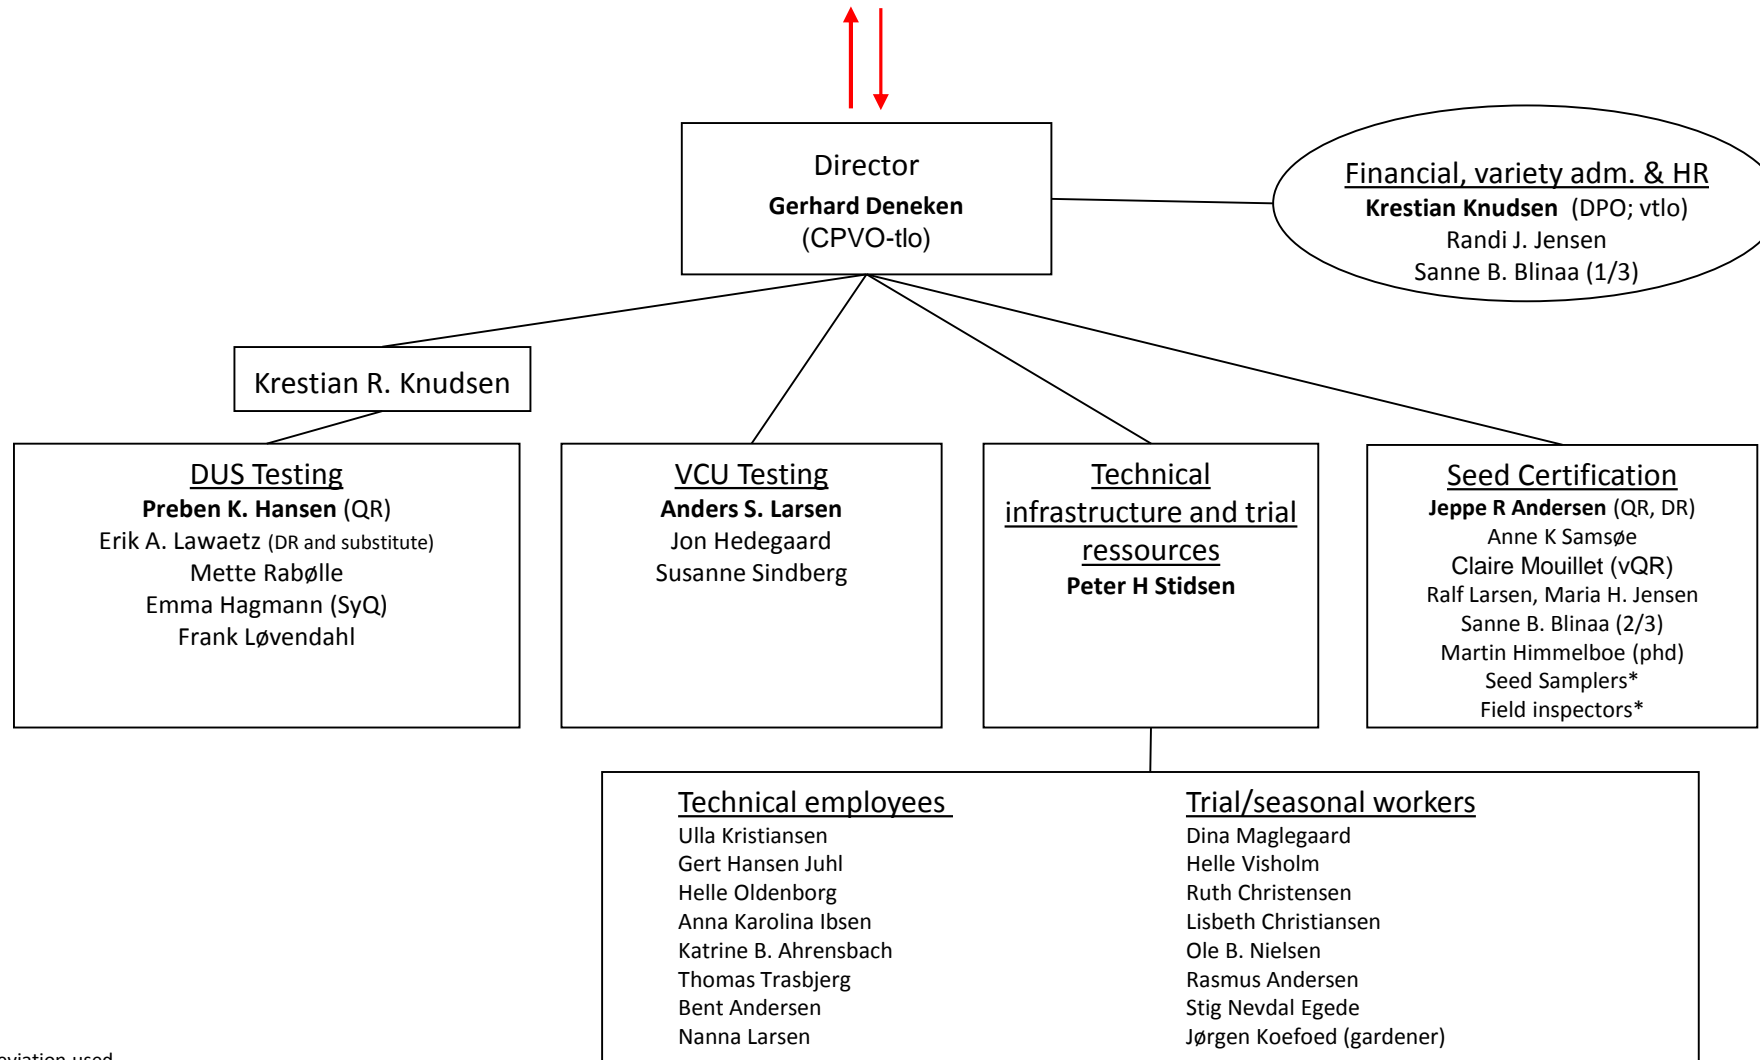 Director
Gerhard Deneken
(CPVO-tlo)
Financial, variety adm. & HR
Krestian Knudsen (DPO; vtlo)
Randi J. Jensen
Sanne B. Blinaa (1/3)
Krestian R. Knudsen
DUS Testing
Preben K. Hansen (QR)
Erik A. Lawaetz (DR and substitute)
Mette Rabølle
Emma Hagmann (SyQ)
Frank Løvendahl
VCU Testing
Anders S. Larsen
Jon Hedegaard
Susanne Sindberg
Technical
infrastructure and trial
ressources
Peter H Stidsen
Seed Certification
Jeppe R Andersen (QR, DR)
Anne K Samsøe
Claire Mouillet (vQR)
Ralf Larsen, Maria H. Jensen
Sanne B. Blinaa (2/3)
Martin Himmelboe (phd)
Seed Samplers*
Field inspectors*
Technical employees
Ulla Kristiansen
Gert Hansen Juhl
Helle Oldenborg
Anna Karolina Ibsen
Katrine B. Ahrensbach
Thomas Trasbjerg
Bent Andersen
Nanna Larsen
Trial/seasonal workers
Dina Maglegaard
Helle Visholm
Ruth Christensen
Lisbeth Christiansen
Ole B. Nielsen
Rasmus Andersen
Stig Nevdal Egede
Jørgen Koefoed (gardener)
used